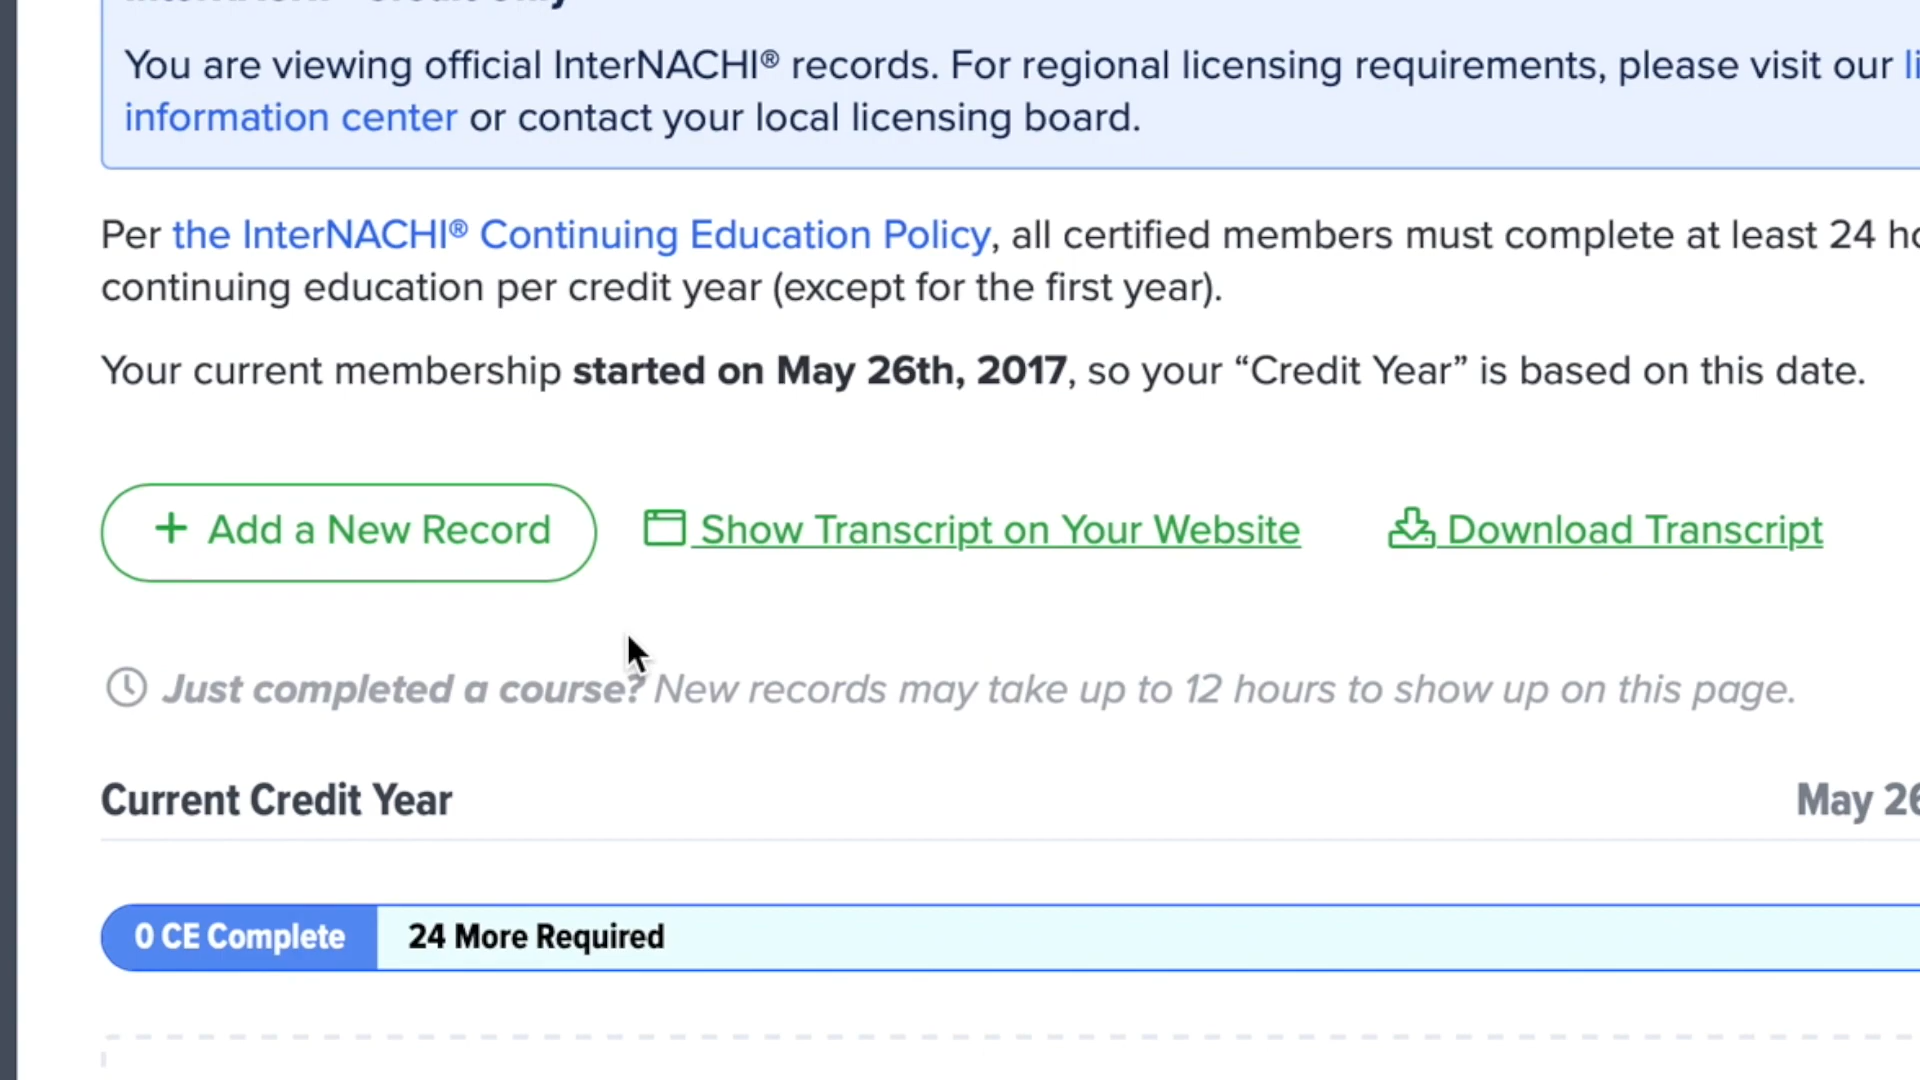 You are viewing official InterNACHI® records. For regional licensing requirements, please visit our
information center or contact your local licensing board.
Per the InterNACHI® Continuing Education Policy, all certified members must complete at least 24
continuing education per credit year (except for the first year).
Your current membership started on May 26th, 2017, so your “Credit Year” is based on this date.
+ Add a New Record Show Transcript on Your Website Download Transcript
Just completed a course? New records may take up to 12 hours to show up on this page.
Current Credit Year May 26
0 CE Complete 24 More Required